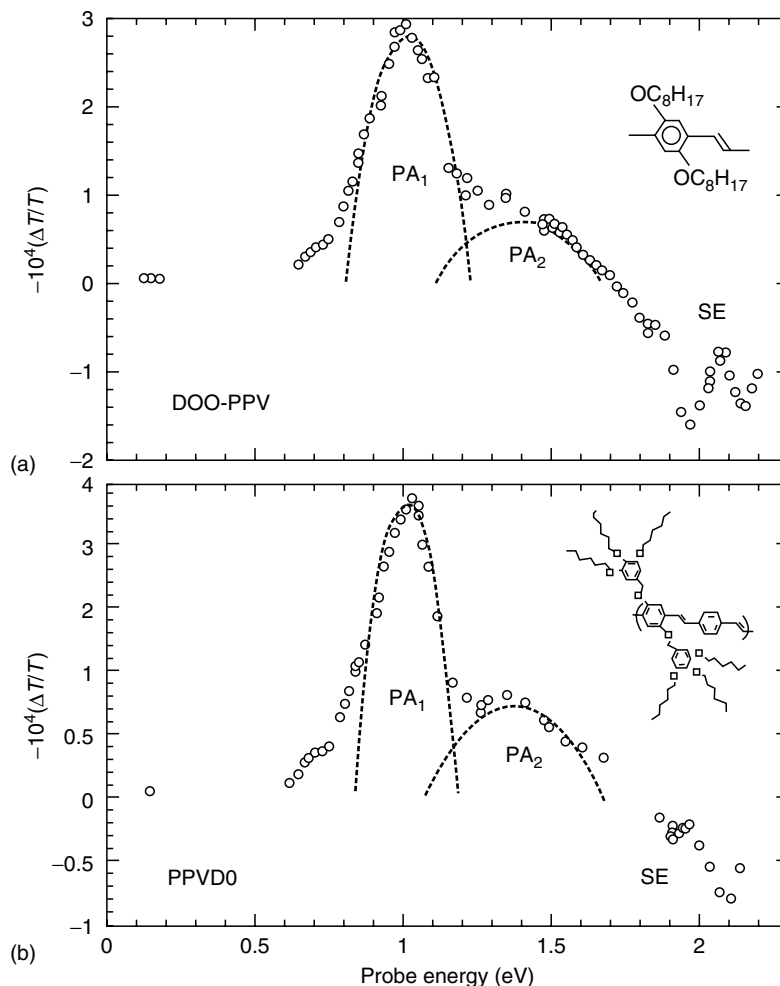 3
2
1
0
−1
−2
−10⁴(ΔT/T)
OC₈H₁₇
OC₈H₁₇
PA₁
PA₂
SE
DOO-PPV
(a)
4
3
2
1
0.5
0
−0.5
−1
−10⁴(ΔT/T)
PA₁
PA₂
SE
PPVD0
(b)
0 0.5 1 1.5 2
Probe energy (eV)